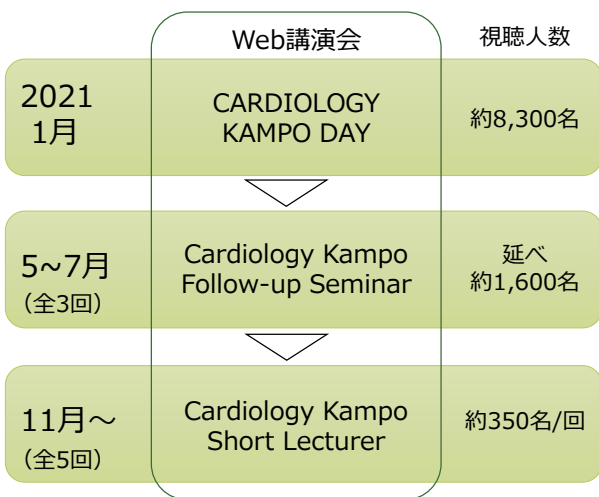 Web講演会
視聴人数
2021
1月
CARDIOLOGY
KAMPO DAY
約8,300名
5~7月
（全3回）
Cardiology Kampo
Follow-up Seminar
延べ
約1,600名
11月～
（全5回）
Cardiology Kampo
Short Lecturer
約350名/回